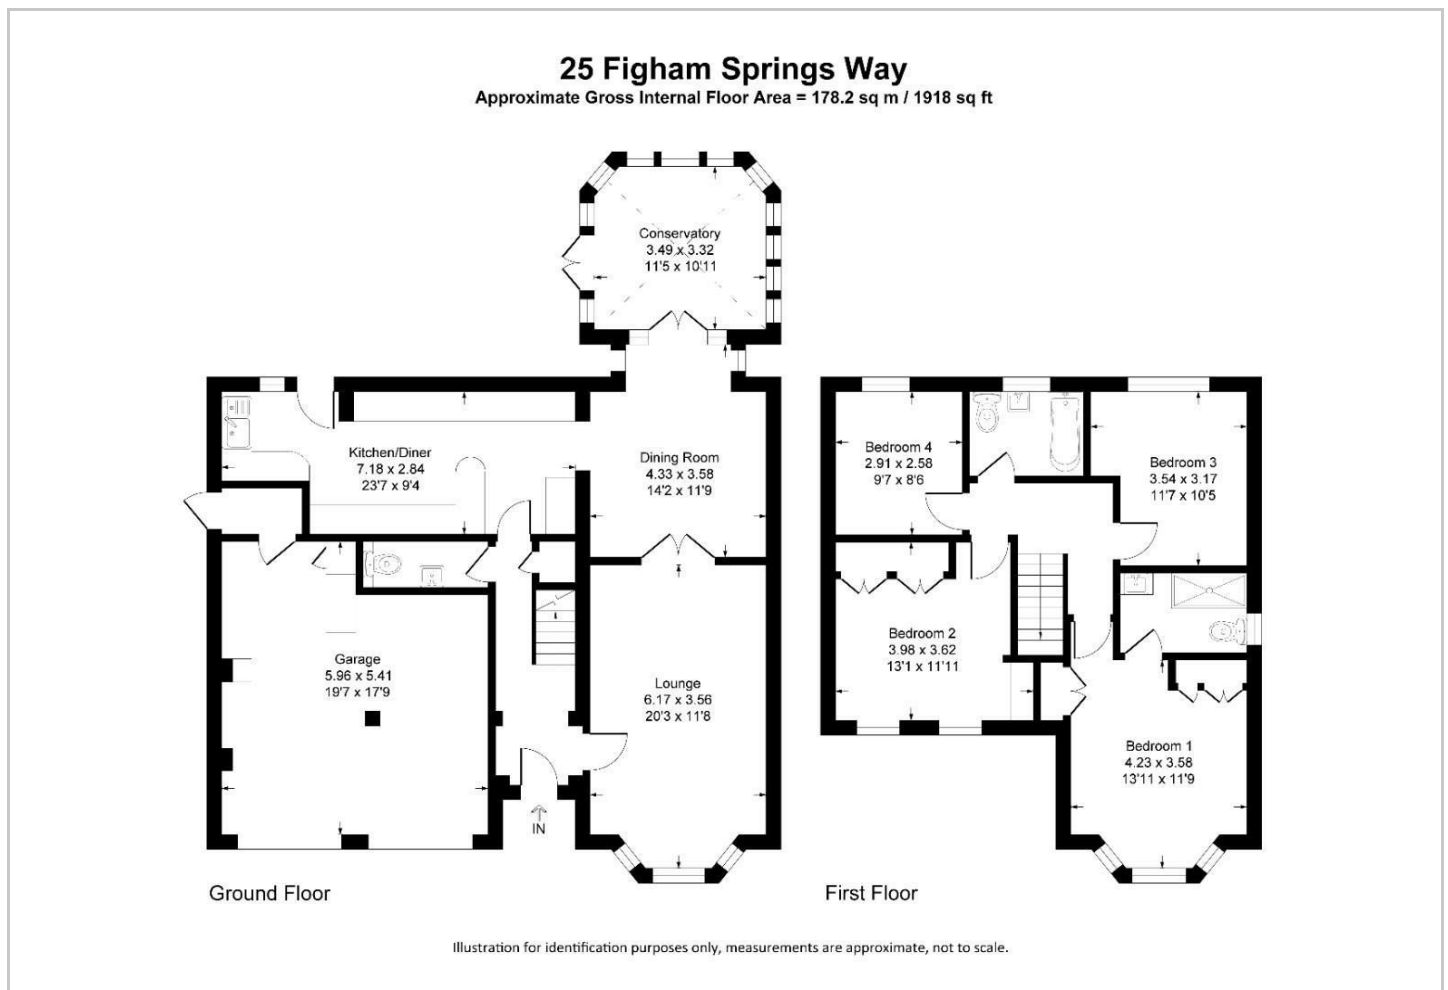 25 Figham Springs Way
Approximate Gross Internal Floor Area = 178.2 sq m / 1918 sq ft
Conservatory
3.49 x 3.32
11'5 x 10'11
Kitchen/Diner
7.18 x 2.84
23'7 x 9'4
Dining Room
4.33 x 3.58
14'2 x 11'9
Garage
5.96 x 5.41
19'7 x 17'9
Lounge
6.17 x 3.56
20'3 x 11'8
IN
Ground Floor
Bedroom 4
2.91 x 2.58
9'7 x 8'6
Bedroom 3
3.54 x 3.17
11'7 x 10'5
Bedroom 2
3.98 x 3.62
13'1 x 11'11
Bedroom 1
4.23 x 3.58
13'11 x 11'9
First Floor
Illustration for identification purposes only, measurements are approximate, not to scale.